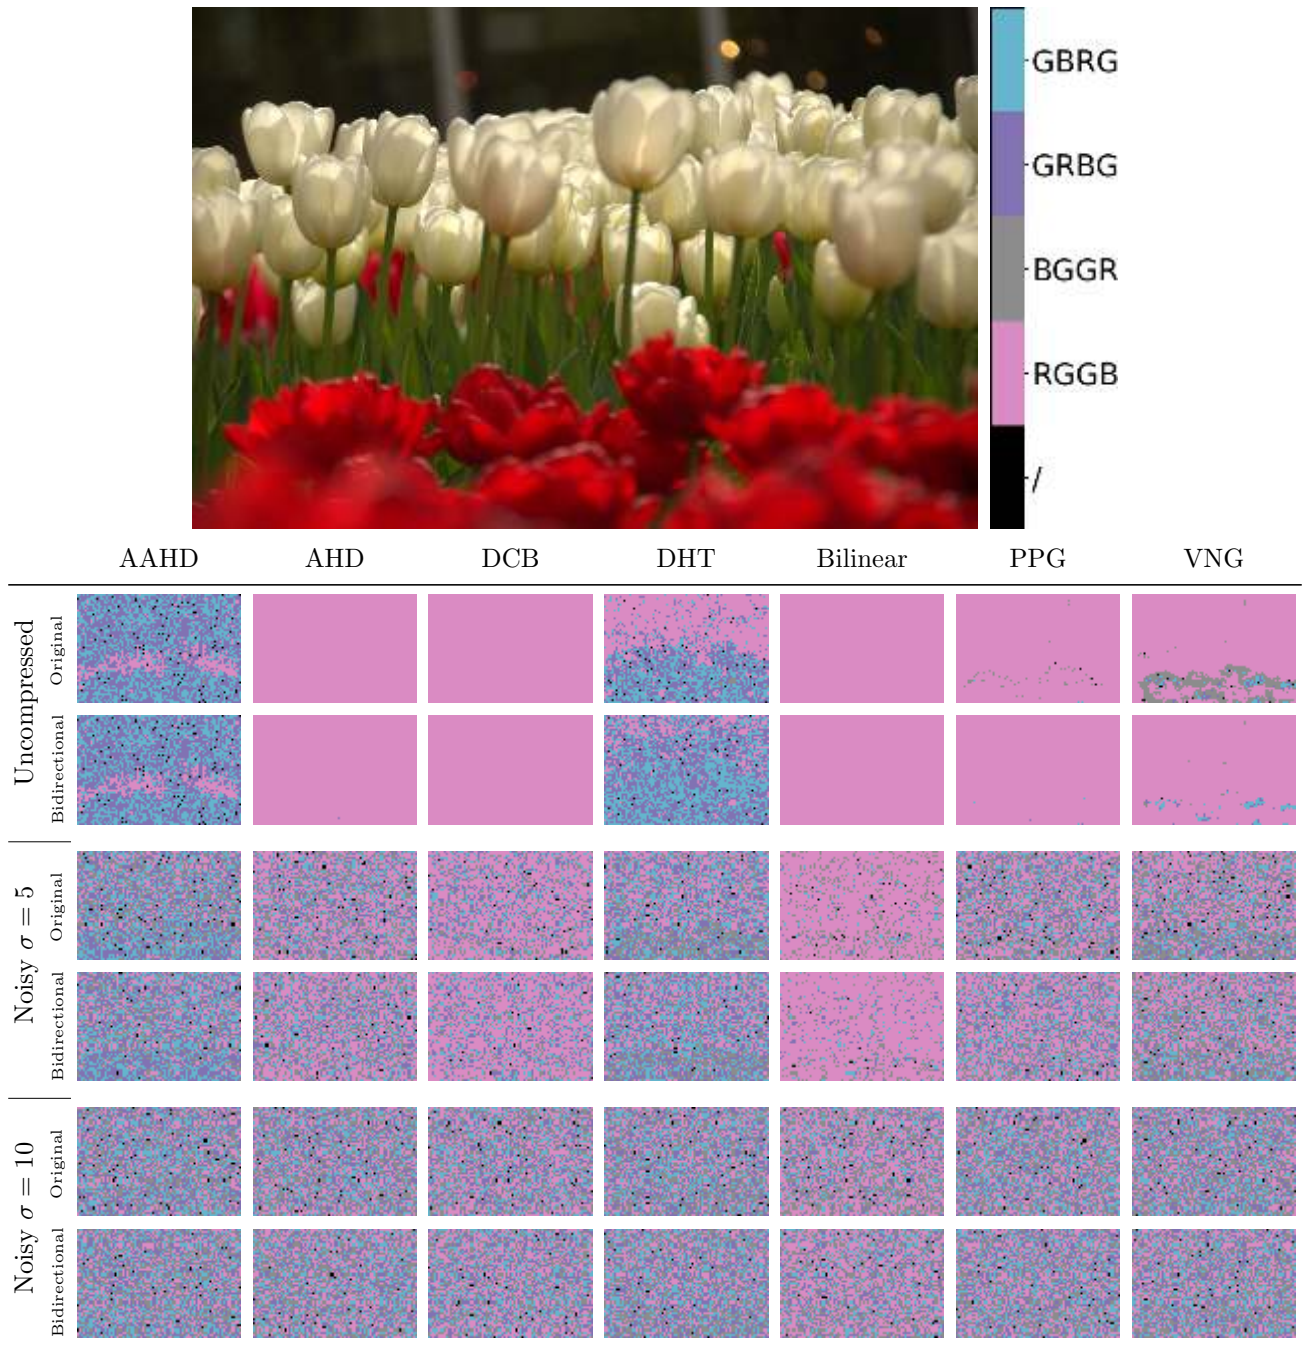 GBRG
GRBG
BGGR
RGGB
/
AAHD AHD DCB DHT Bilinear PPG VNG
Uncompressed
Original
Bidirectional
Noisy σ = 5
Original
Bidirectional
Noisy σ = 10
Original
Bidirectional